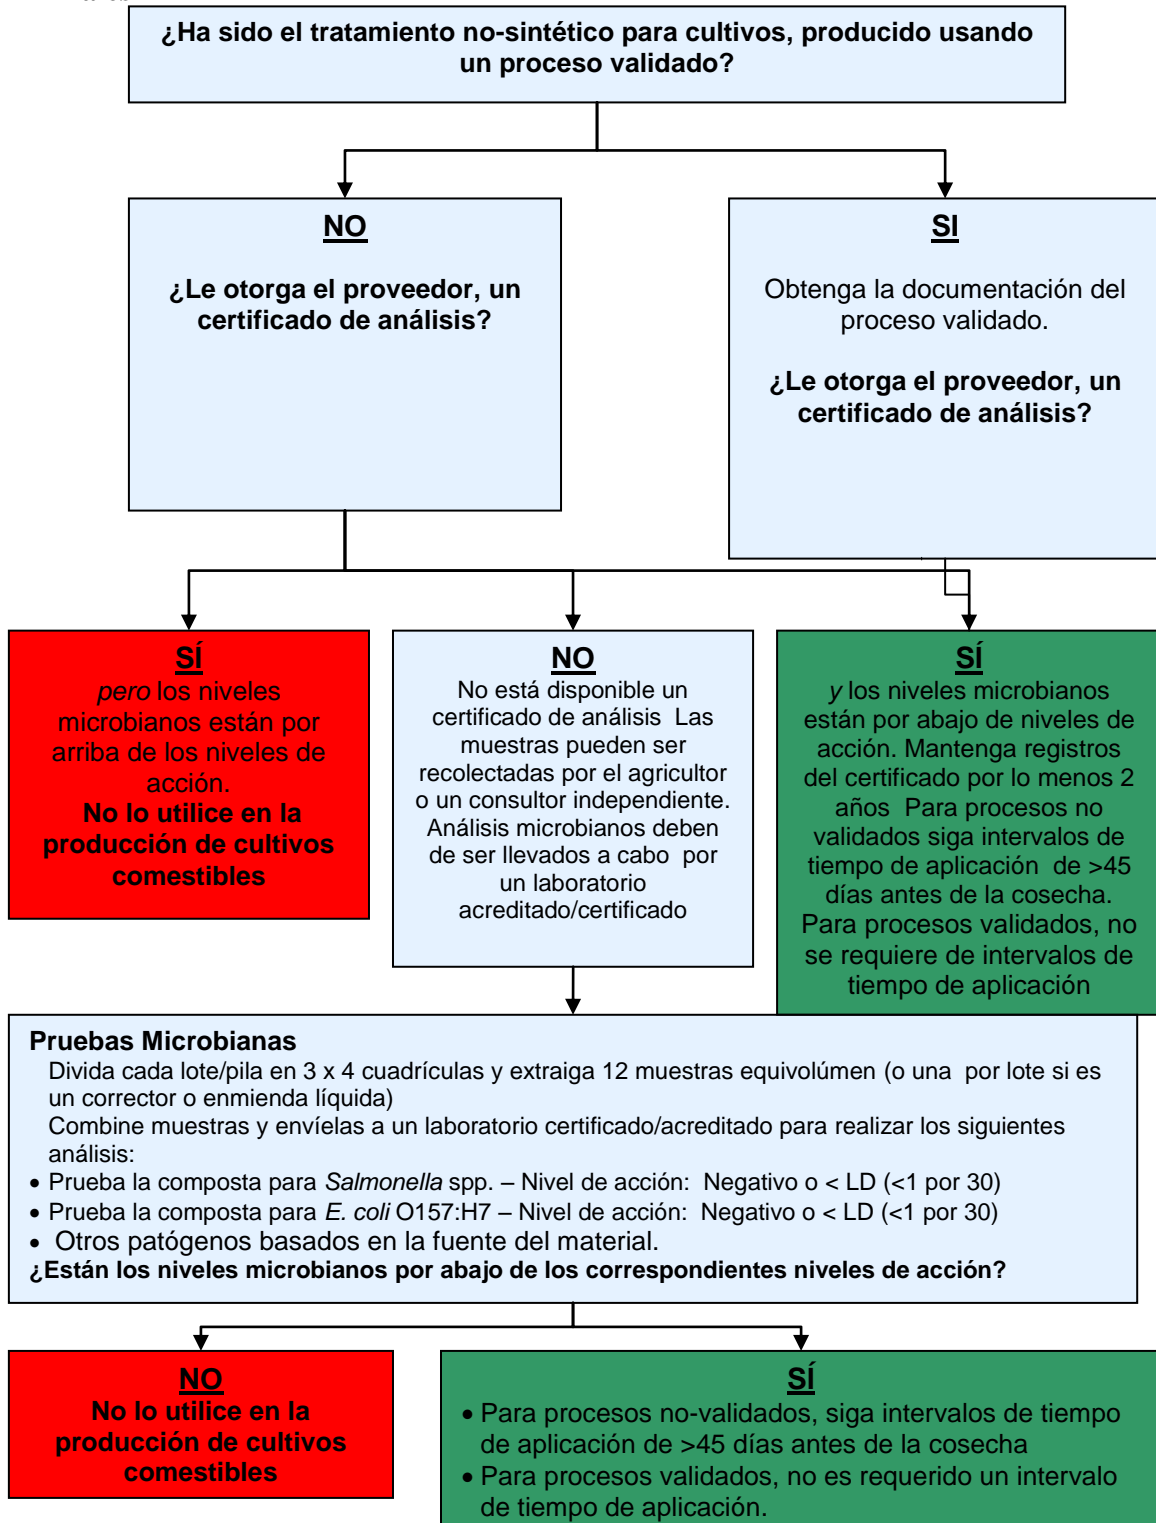 ¿Ha sido el tratamiento no-sintético para cultivos, producido usando
un proceso validado?
NO
¿Le otorga el proveedor, un
certificado de análisis?
SI
Obtenga la documentación del
proceso validado.
¿Le otorga el proveedor, un
certificado de análisis?
SÍ
pero los niveles
microbianos están por
arriba de los niveles de
acción.
No lo utilice en la
producción de cultivos
comestibles
NO
No está disponible un
certificado de análisis  Las
muestras pueden ser
recolectadas por el agricultor
o un consultor independiente.
Análisis microbianos deben
de ser llevados a cabo  por
un laboratorio
acreditado/certificado
SÍ
y los niveles microbianos
están por abajo de niveles de
acción. Mantenga registros
del certificado por lo menos 2
años  Para procesos no
validados siga intervalos de
tiempo de aplicación  de >45
días antes de la cosecha.
Para procesos validados, no
se requiere de intervalos de
tiempo de aplicación
Pruebas Microbianas
Divida cada lote/pila en 3 x 4 cuadrículas y extraiga 12 muestras equivolúmen (o una  por lote si es
un corrector o enmienda líquida)
Combine muestras y envíelas a un laboratorio certificado/acreditado para realizar los siguientes
análisis:
• Prueba la composta para Salmonella spp. – Nivel de acción:  Negativo o < LD (<1 por 30)
• Prueba la composta para E. coli O157:H7 – Nivel de acción:  Negativo o < LD (<1 por 30)
• Otros patógenos basados en la fuente del material.
¿Están los niveles microbianos por abajo de los correspondientes niveles de acción?
NO
No lo utilice en la
producción de cultivos
comestibles
SÍ
• Para procesos no-validados, siga intervalos de tiempo
de aplicación de >45 días antes de la cosecha
• Para procesos validados, no es requerido un intervalo
de tiempo de aplicación.